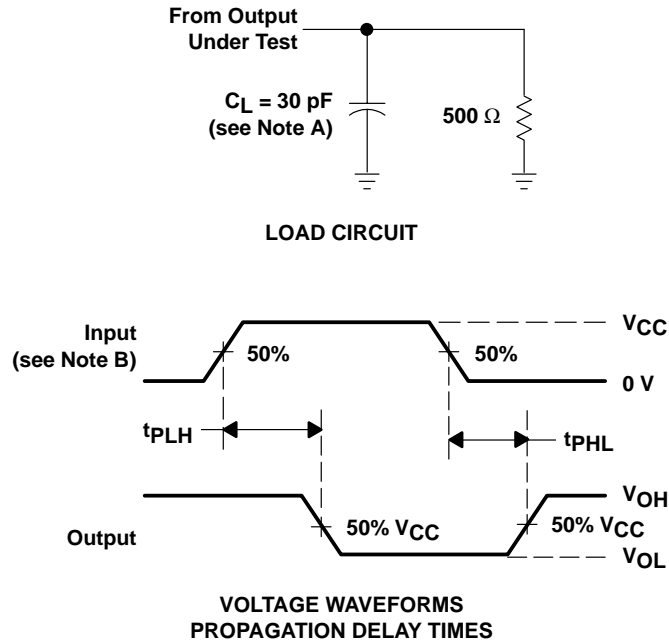 From Output
Under Test
CL = 30 pF
(see Note A)
500 Ω
LOAD CIRCUIT
Input
(see Note B)
50%
50%
VCC
0 V
tPLH
tPHL
Output
50% VCC
VOH
50% VCC
VOL
VOLTAGE WAVEFORMS
PROPAGATION DELAY TIMES